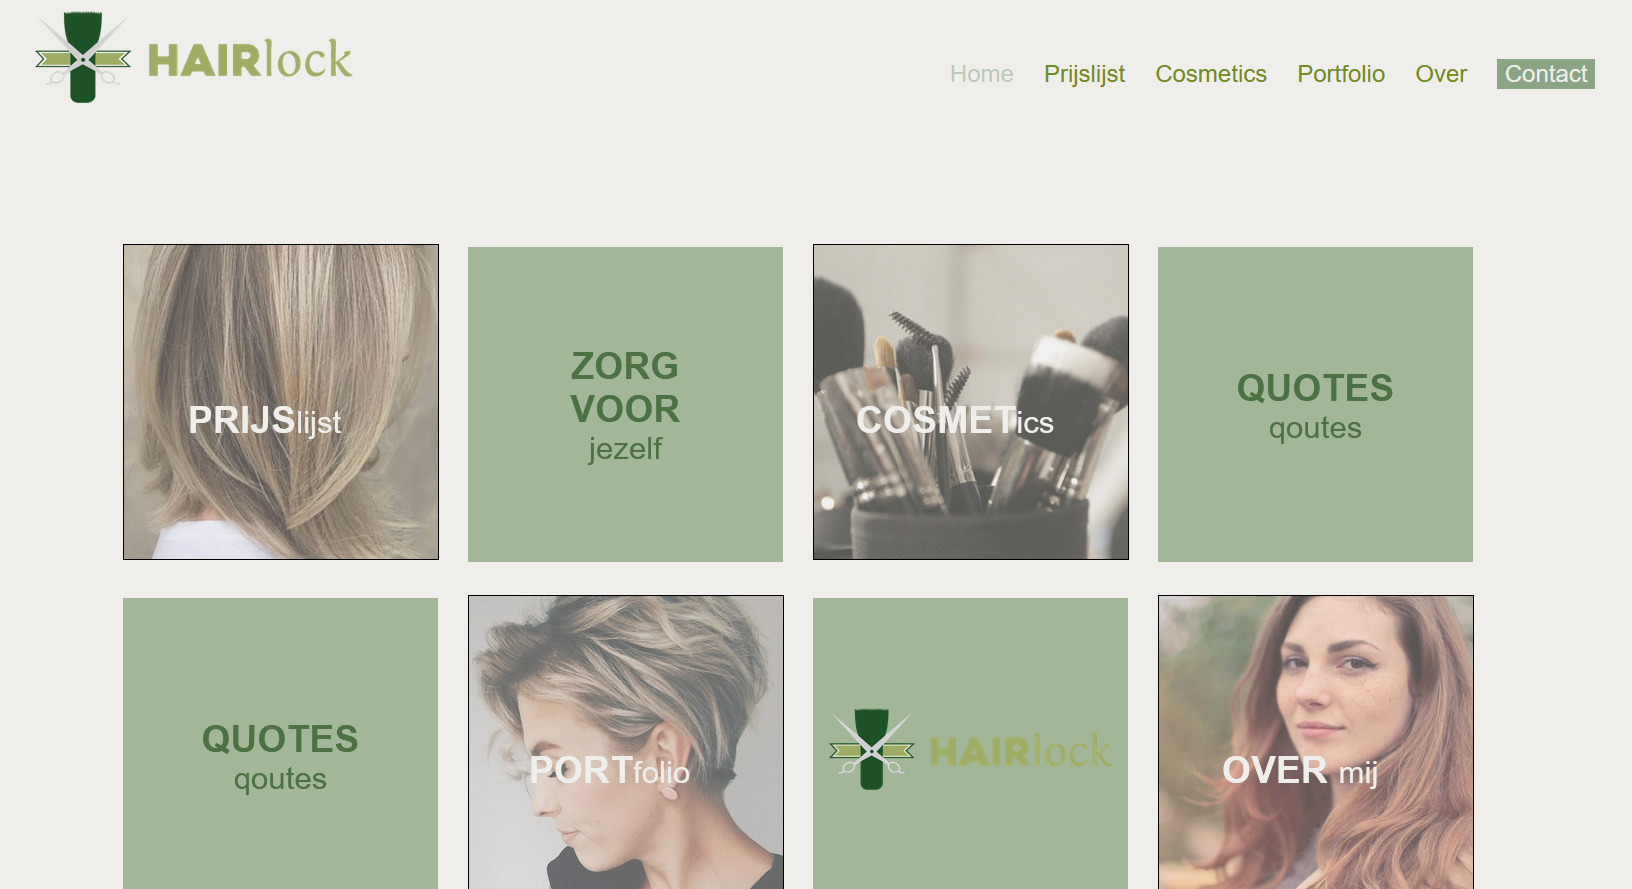 HAIRlock
Home Prijslijst Cosmetics Portfolio Over Contact
PRIJSlijst
ZORG
VOOR
jezelf
COSMETics
QUOTES
qoutes
QUOTES
qoutes
PORTfolio
HAIRlock
OVER mij